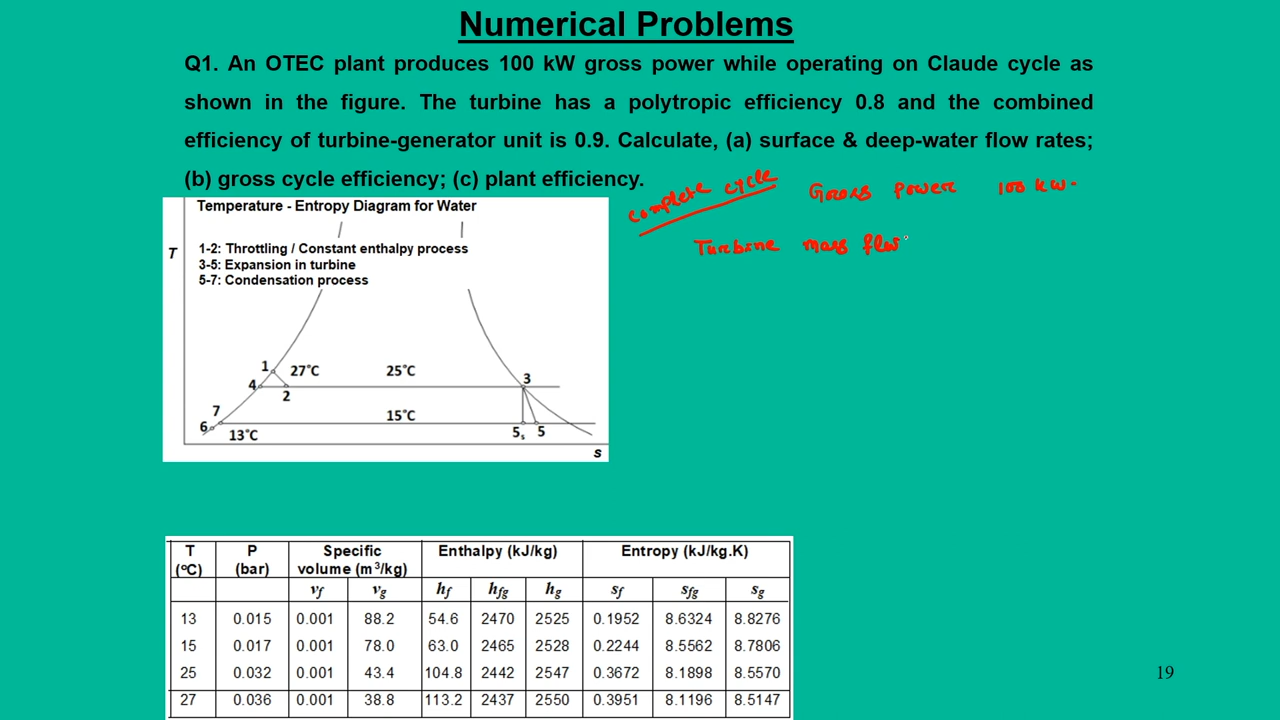 Numerical Problems
Q1. An OTEC plant produces 100 kW gross power while operating on Claude cycle as
shown in the figure. The turbine has a polytropic efficiency 0.8 and the combined
efficiency of turbine-generator unit is 0.9. Calculate, (a) surface & deep-water flow rates;
(b) gross cycle efficiency; (c) plant efficiency.
Complete cycle Gross Power 100 kW.
Turbine mass flow
Temperature - Entropy Diagram for Water
T
1-2: Throttling / Constant enthalpy process
3-5: Expansion in turbine
5-7: Condensation process
1 27°C 25°C 3
4 2
7 15°C
6 13°C 5s 5
s
T P Specific Enthalpy (kJ/kg) Entropy (kJ/kg.K)
(°C) (bar) volume (m³/kg)
vf vg hf hfg hg sf sfg sg
13 0.015 0.001 88.2 54.6 2470 2525 0.1952 8.6324 8.8276
15 0.017 0.001 78.0 63.0 2465 2528 0.2244 8.5562 8.7806
25 0.032 0.001 43.4 104.8 2442 2547 0.3672 8.1898 8.5570
27 0.036 0.001 38.8 113.2 2437 2550 0.3951 8.1196 8.5147
19